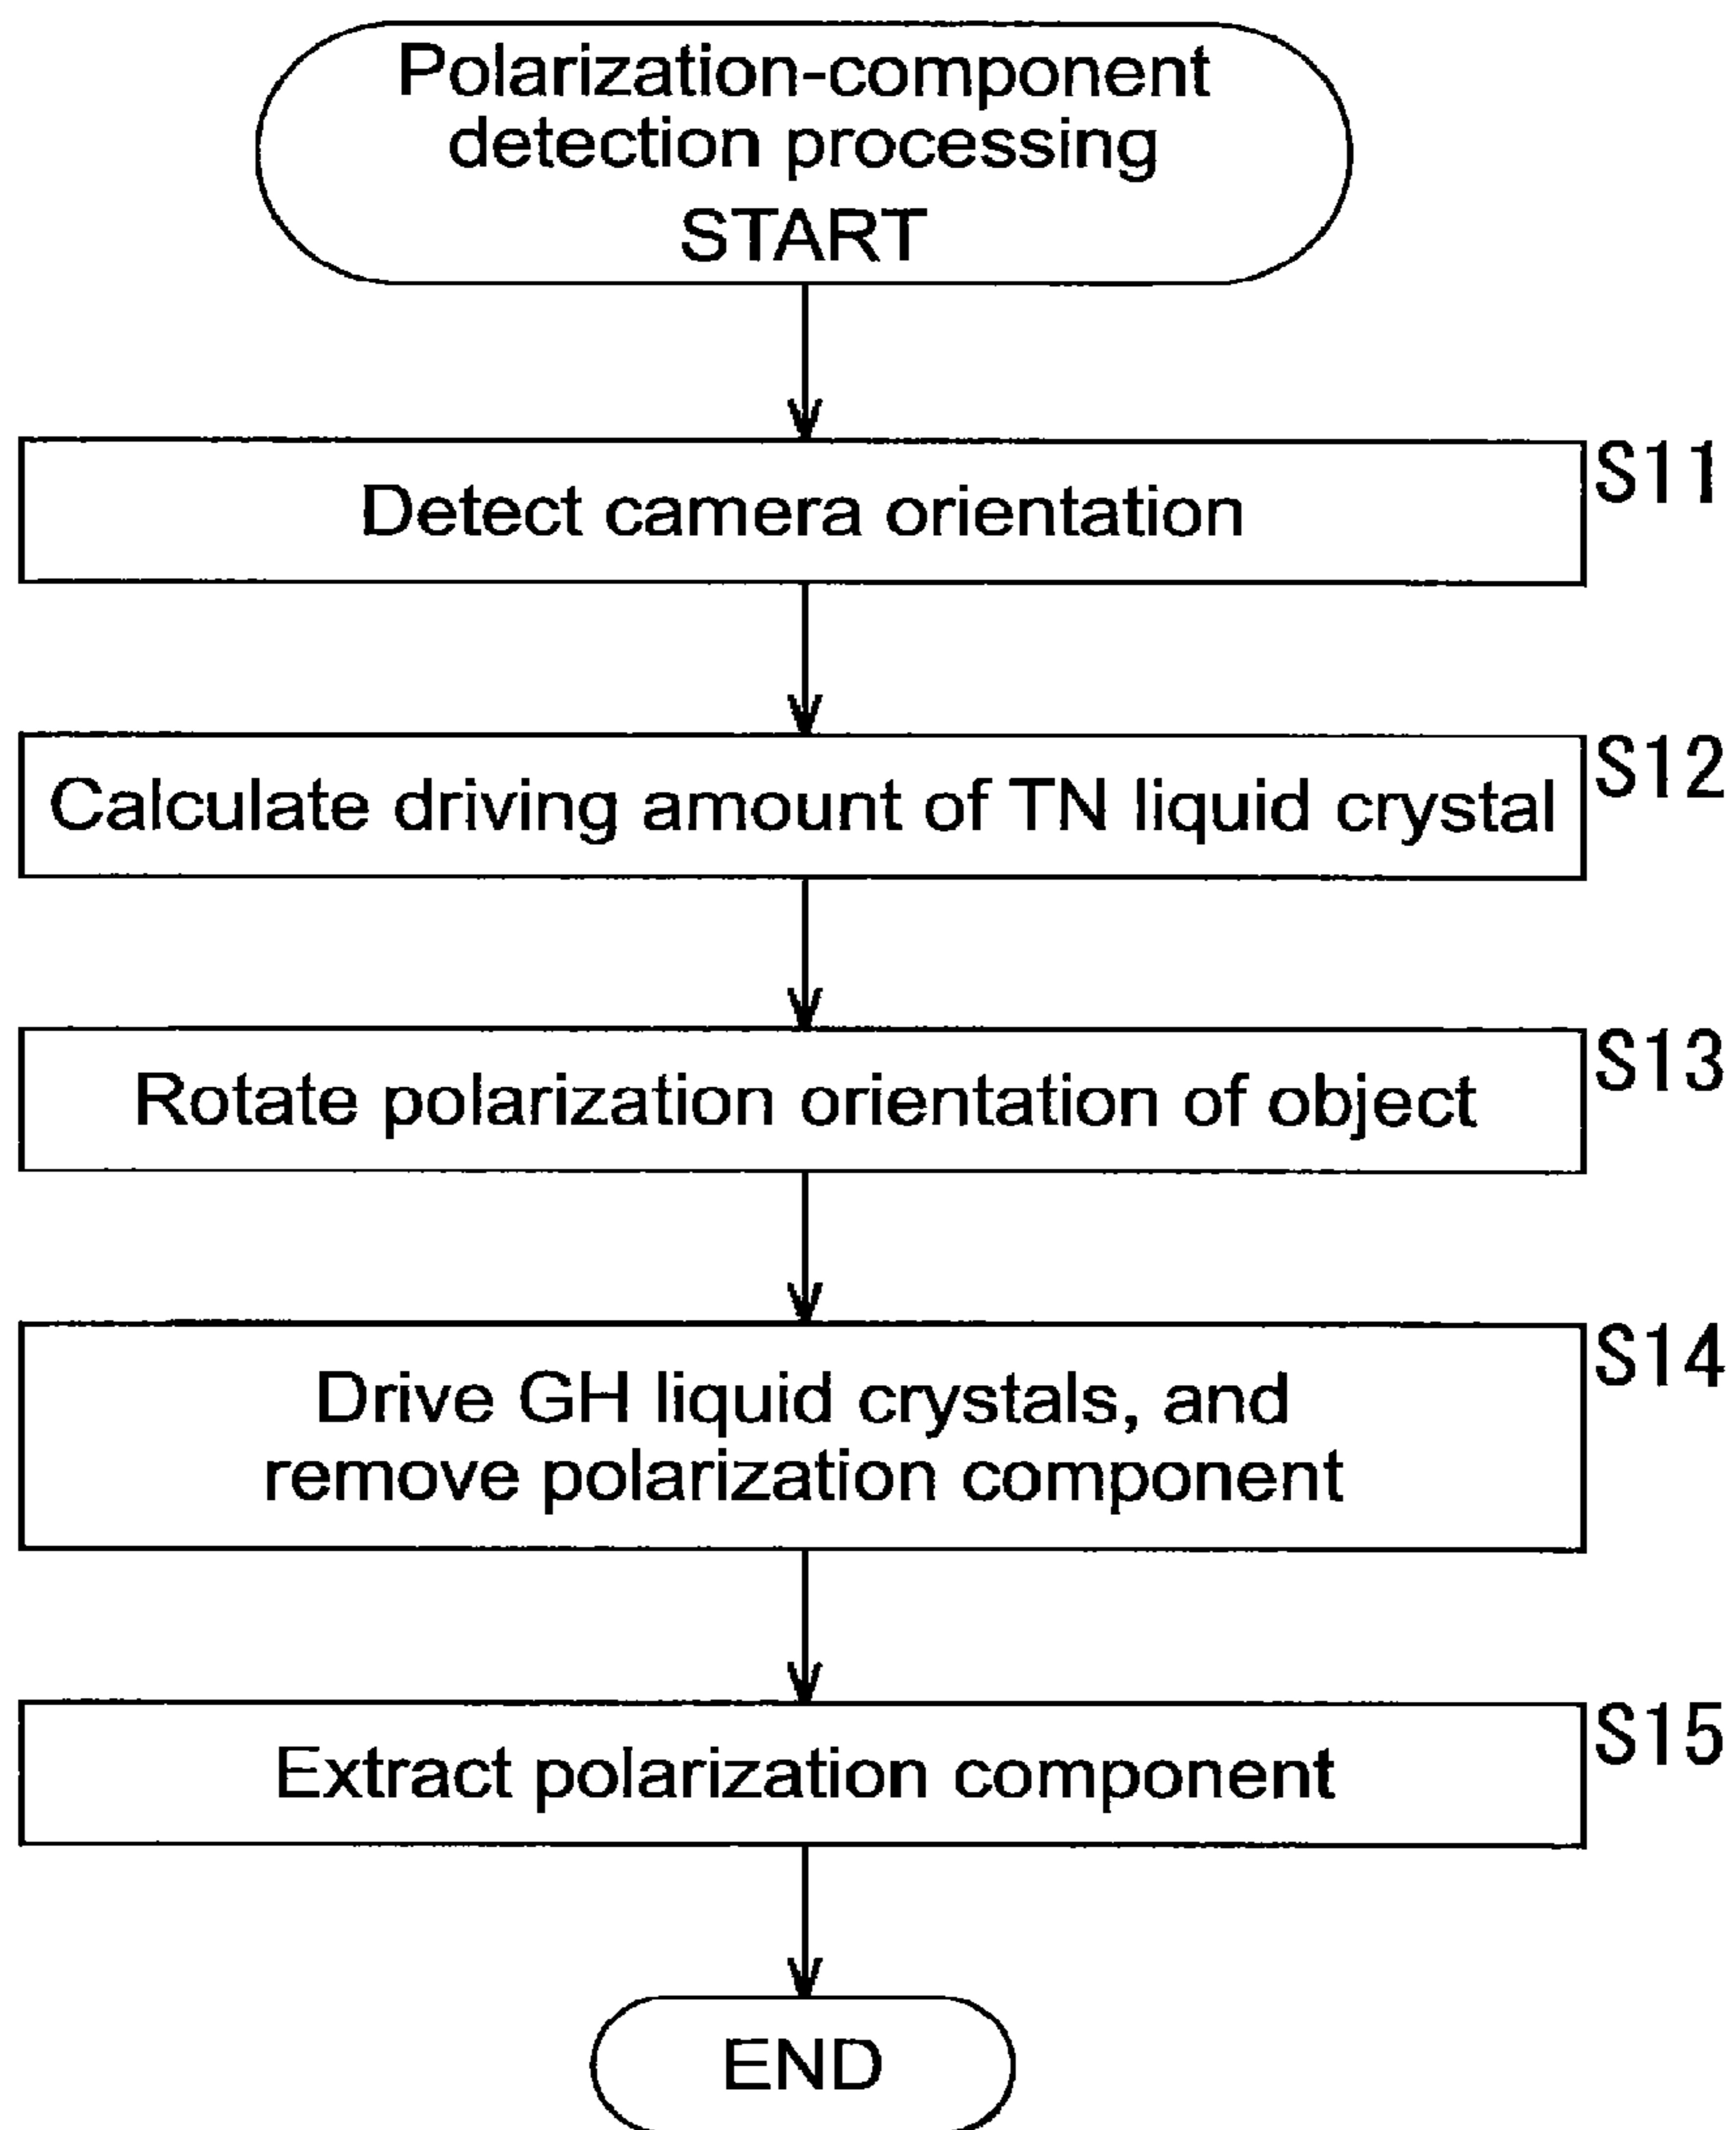 Polarization-component
detection processing
START
S11
Detect camera orientation
S12
Calculate driving amount of TN liquid crystal
S13
Rotate polarization orientation of object
S14
Drive GH liquid crystals, and
remove polarization component
S15
Extract polarization component
END